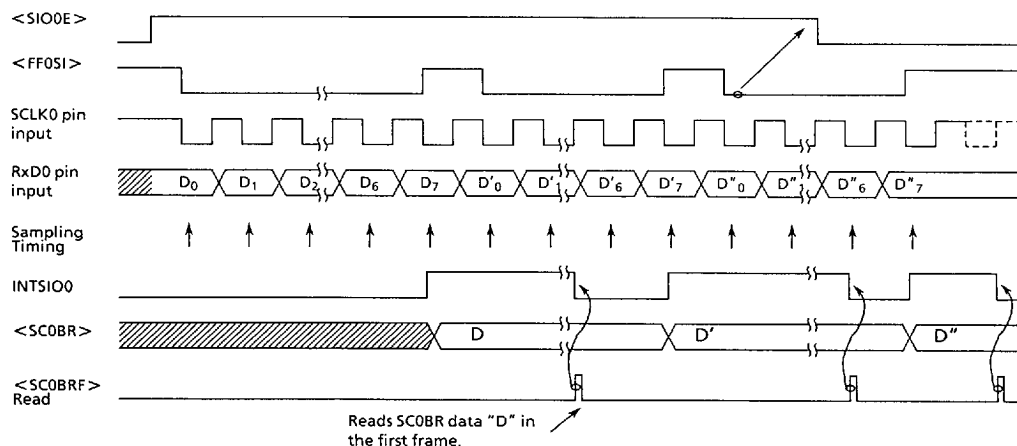 <SIO0E>
<FF0SI>
SCLK0 pin
input
RxD0 pin
input
D0 D1 D2 D6 D7 D'0 D'1 D'6 D'7 D"0 D"1 D"6 D"7
Sampling
Timing
INTSIO0
<SC0BR>
D D' D"
<SC0BRF>
Read
Reads SC0BR data "D" in
the first frame.